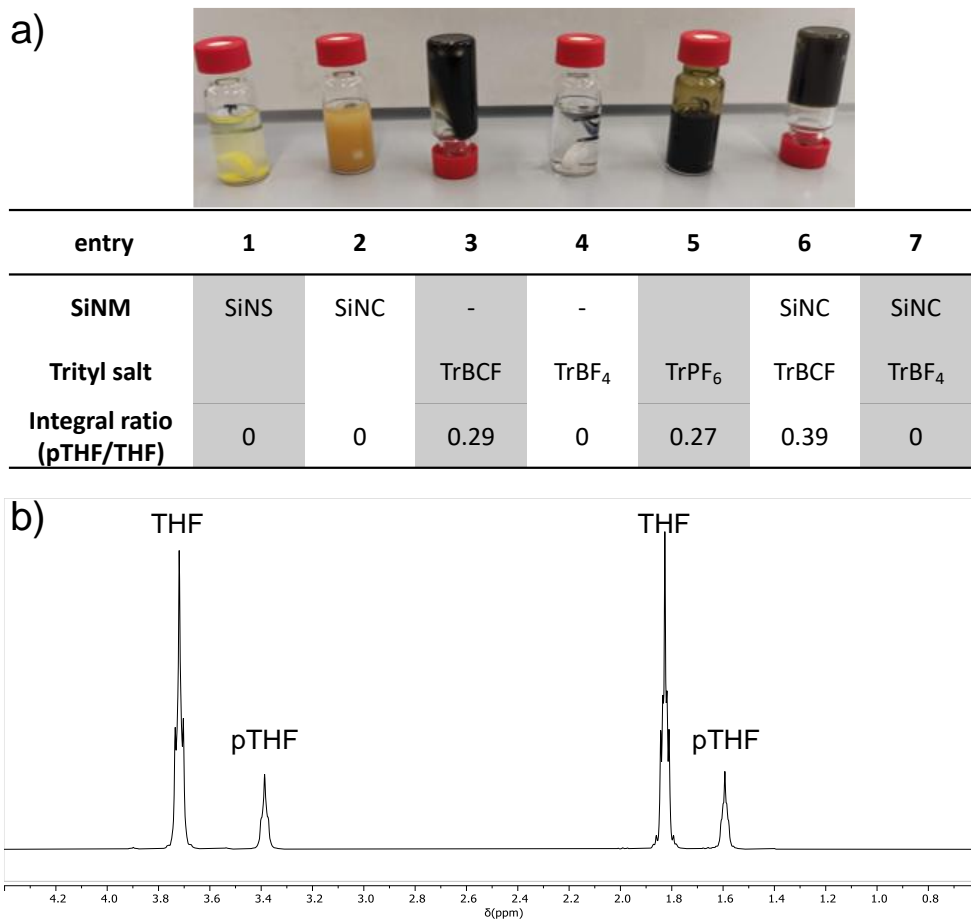 a)
entry 1 2 3 4 5 6 7
SiNM SiNS SiNC - - SiNC SiNC
Trityl salt TrBCF TrBF₄ TrPF₆ TrBCF TrBF₄
Integral ratio
(pTHF/THF) 0 0 0.29 0 0.27 0.39 0
b)
THF THF
pTHF pTHF
4.2 4.0 3.8 3.6 3.4 3.2 3.0 2.8 2.6 2.4 2.2 2.0 1.8 1.6 1.4 1.2 1.0 0.8
δ(ppm)